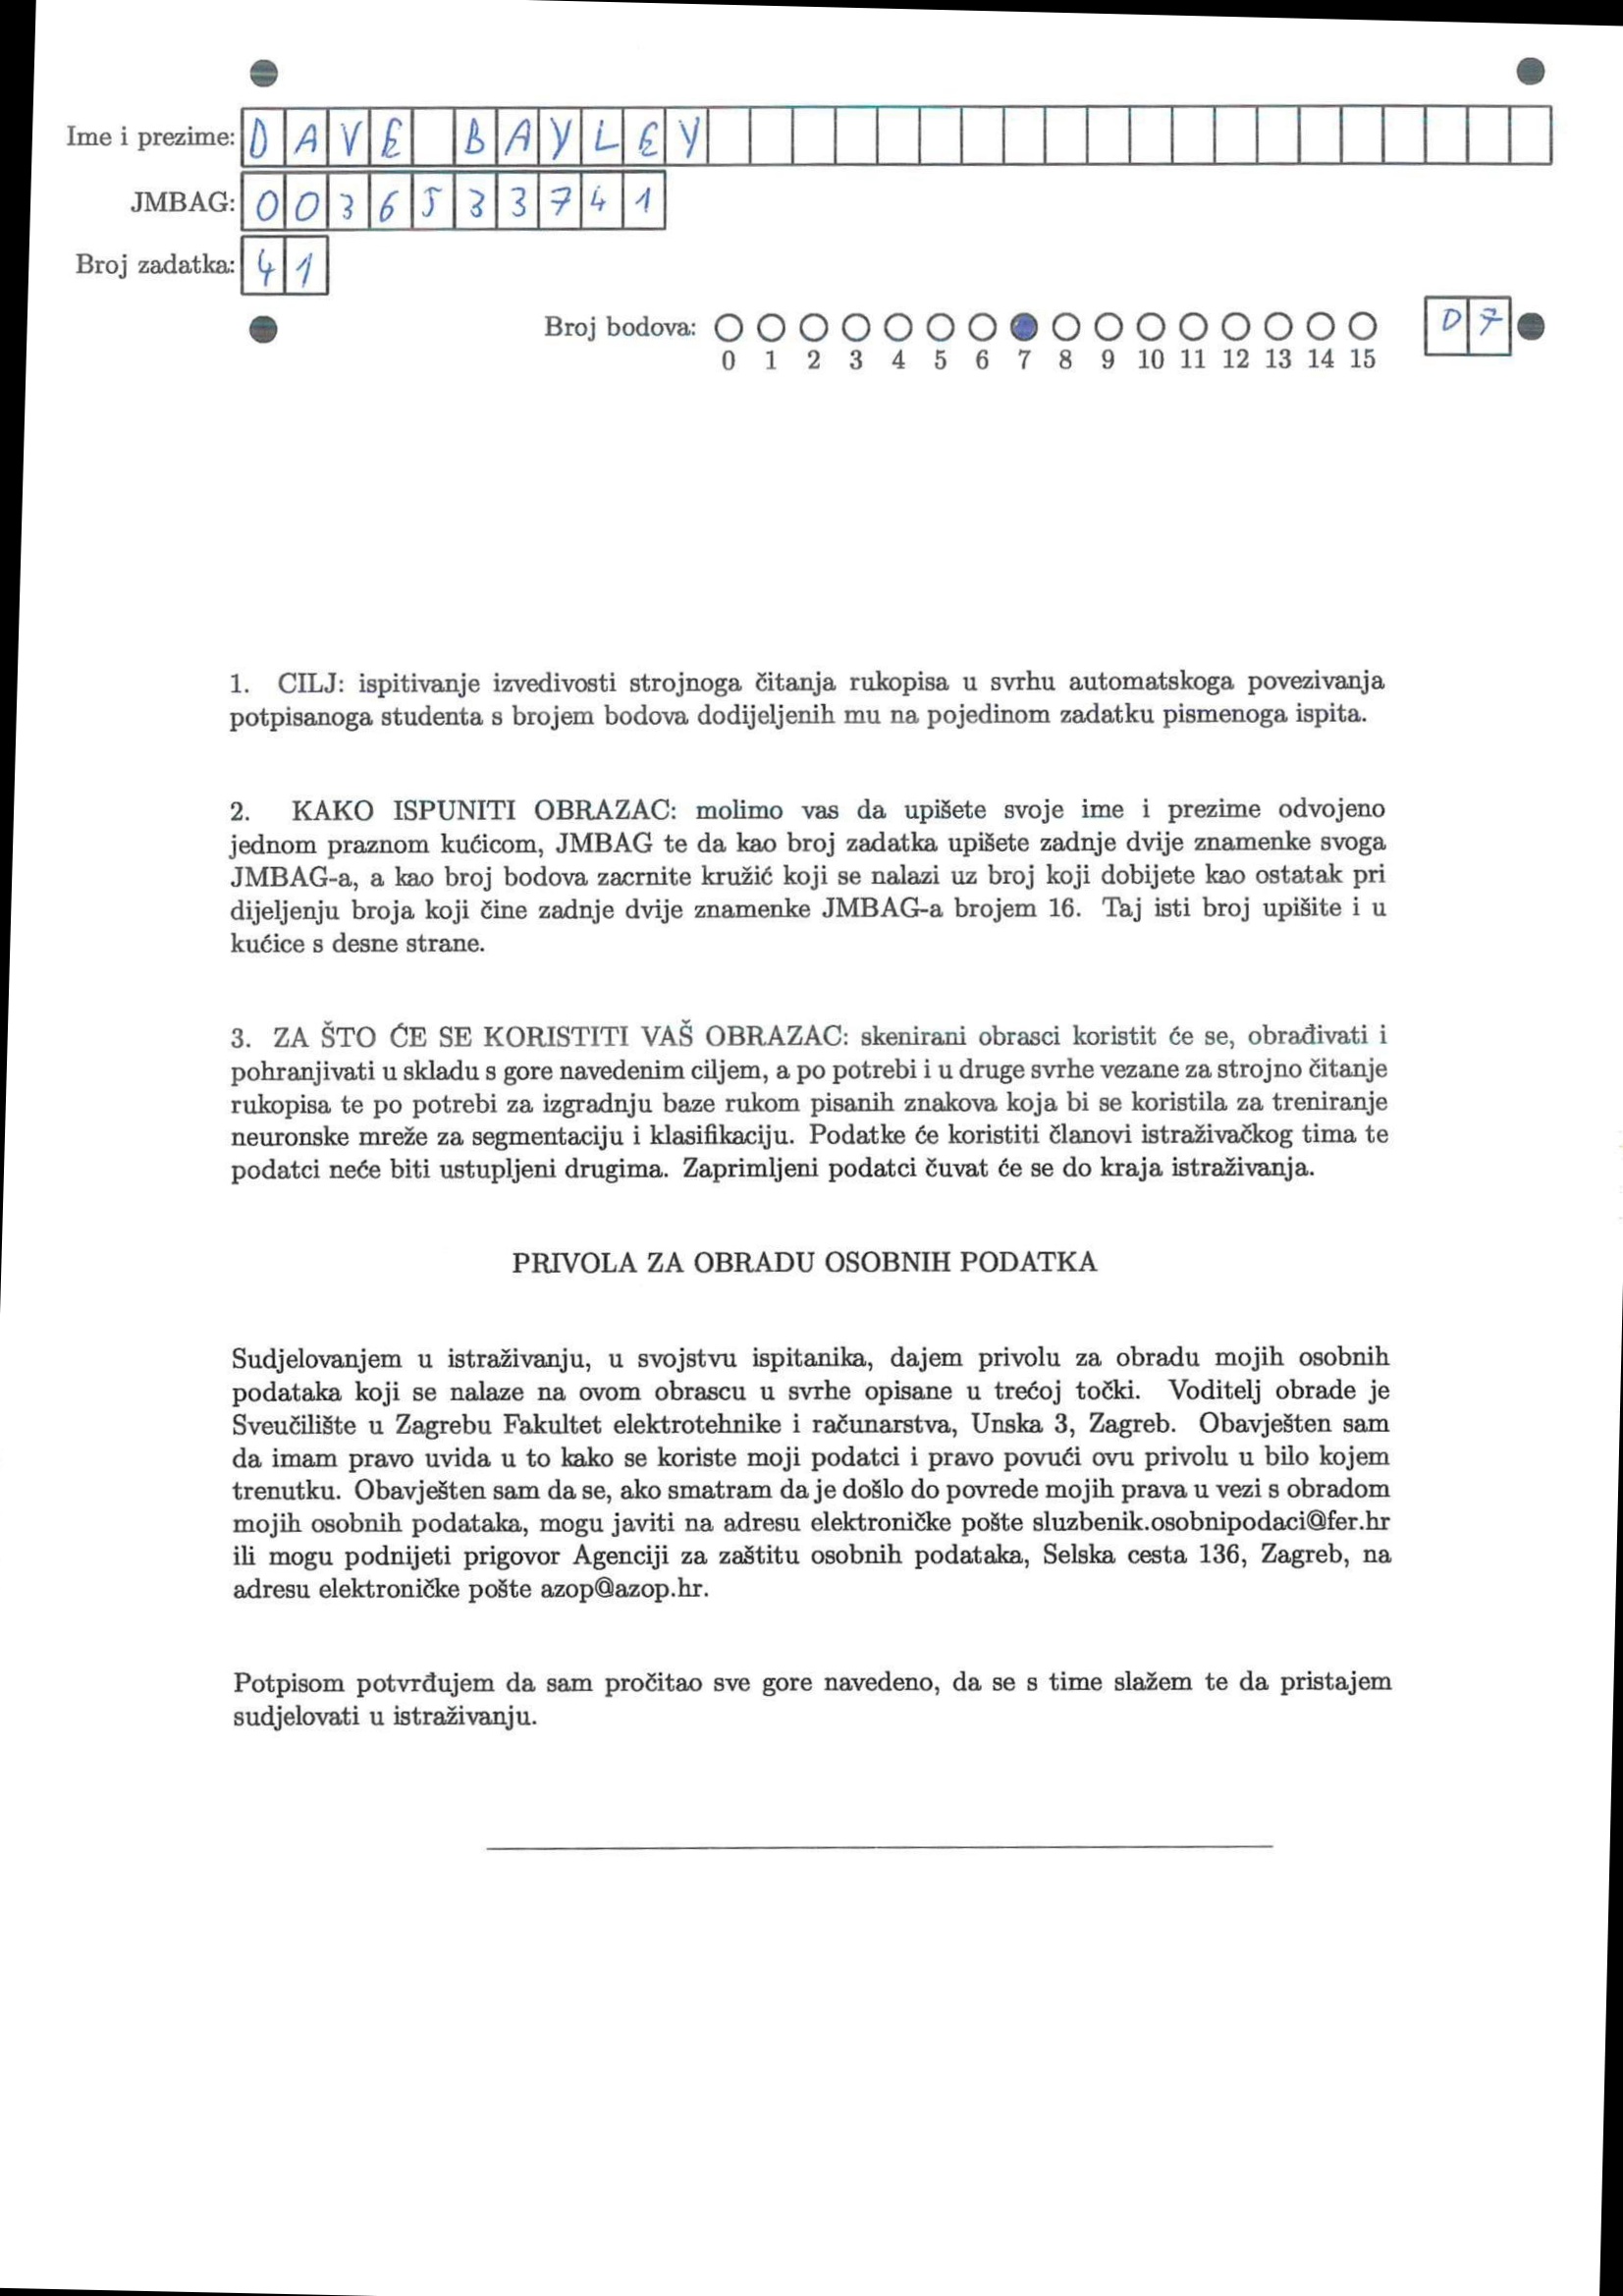 Ime i prezime: DAVE BAYLEY
JMBAG: 0036533741
Broj zadatka: 41
Broj bodova: 07
0 1 2 3 4 5 6 7 8 9 10 11 12 13 14 15
1. CILJ: ispitivanje izvedivosti strojnoga čitanja rukopisa u svrhu automatskoga povezivanja
potpisanoga studenta s brojem bodova dodijeljenih mu na pojedinom zadatku pismenoga ispita.
2. KAKO ISPUNITI OBRAZAC: molimo vas da upišete svoje ime i prezime odvojeno
jednom praznom kućicom, JMBAG te da kao broj zadatka upišete zadnje dvije znamenke svoga
JMBAG-a, a kao broj bodova zacrnite kružić koji se nalazi uz broj koji dobijete kao ostatak pri
dijeljenju broja koji čine zadnje dvije znamenke JMBAG-a brojem 16. Taj isti broj upišite i u
kućice s desne strane.
3. ZA ŠTO ĆE SE KORISTITI VAŠ OBRAZAC: skenirani obrasci koristit će se, obrađivati i
pohranjivati u skladu s gore navedenim ciljem, a po potrebi i u druge svrhe vezane za strojno čitanje
rukopisa te po potrebi za izgradnju baze rukom pisanih znakova koja bi se koristila za treniranje
neuronske mreže za segmentaciju i klasifikaciju. Podatke će koristiti članovi istraživačkog tima te
podatci neće biti ustupljeni drugima. Zaprimljeni podatci čuvat će se do kraja istraživanja.
PRIVOLA ZA OBRADU OSOBNIH PODATKA
Sudjelovanjem u istraživanju, u svojstvu ispitanika, dajem privolu za obradu mojih osobnih
podataka koji se nalaze na ovom obrascu u svrhe opisane u trećoj točki. Voditelj obrade je
Sveučilište u Zagrebu Fakultet elektrotehnike i računarstva, Unska 3, Zagreb. Obavješten sam
da imam pravo uvida u to kako se koriste moji podatci i pravo povući ovu privolu u bilo kojem
trenutku. Obavješten sam da se, ako smatram da je došlo do povrede mojih prava u vezi s obradom
mojih osobnih podataka, mogu javiti na adresu elektroničke pošte sluzbenik.osobnipodaci@fer.hr
ili mogu podnijeti prigovor Agenciji za zaštitu osobnih podataka, Selska cesta 136, Zagreb, na
adresu elektroničke pošte azop@azop.hr.
Potpisom potvrđujem da sam pročitao sve gore navedeno, da se s time slažem te da pristajem
sudjelovati u istraživanju.